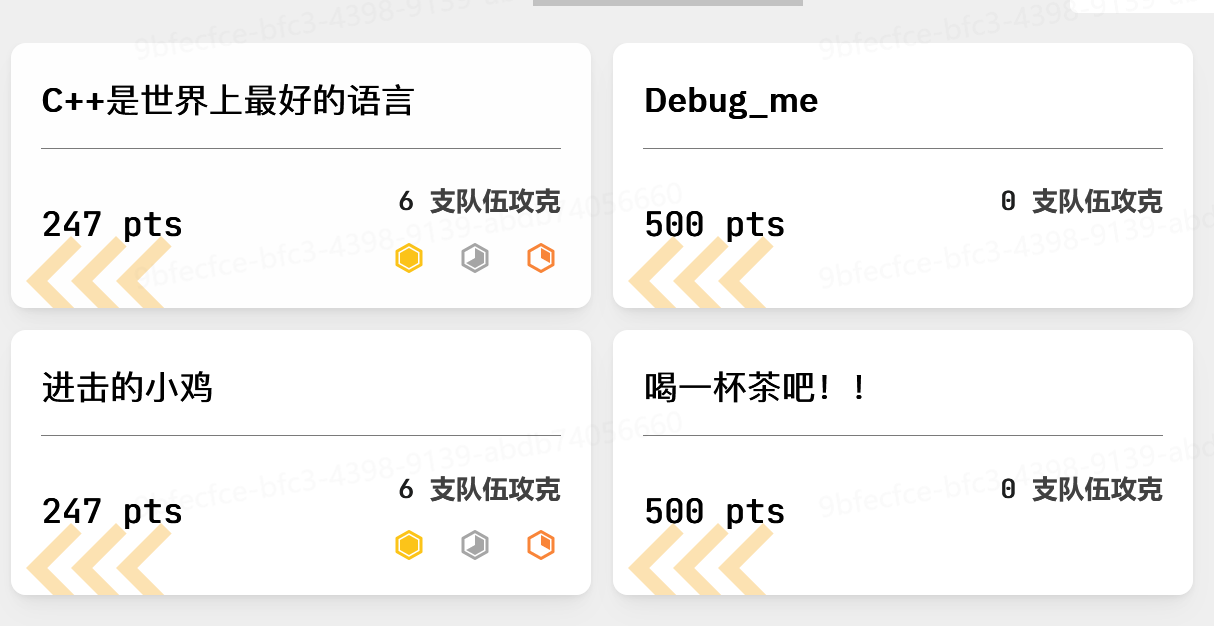 C++是世界上最好的语言
247 pts
6 支队伍攻克
Debug_me
500 pts
0 支队伍攻克
进击的小鸡
247 pts
6 支队伍攻克
喝一杯茶吧！！
500 pts
0 支队伍攻克
9bfecfce-bfc3-4398-9139-abdb74056660